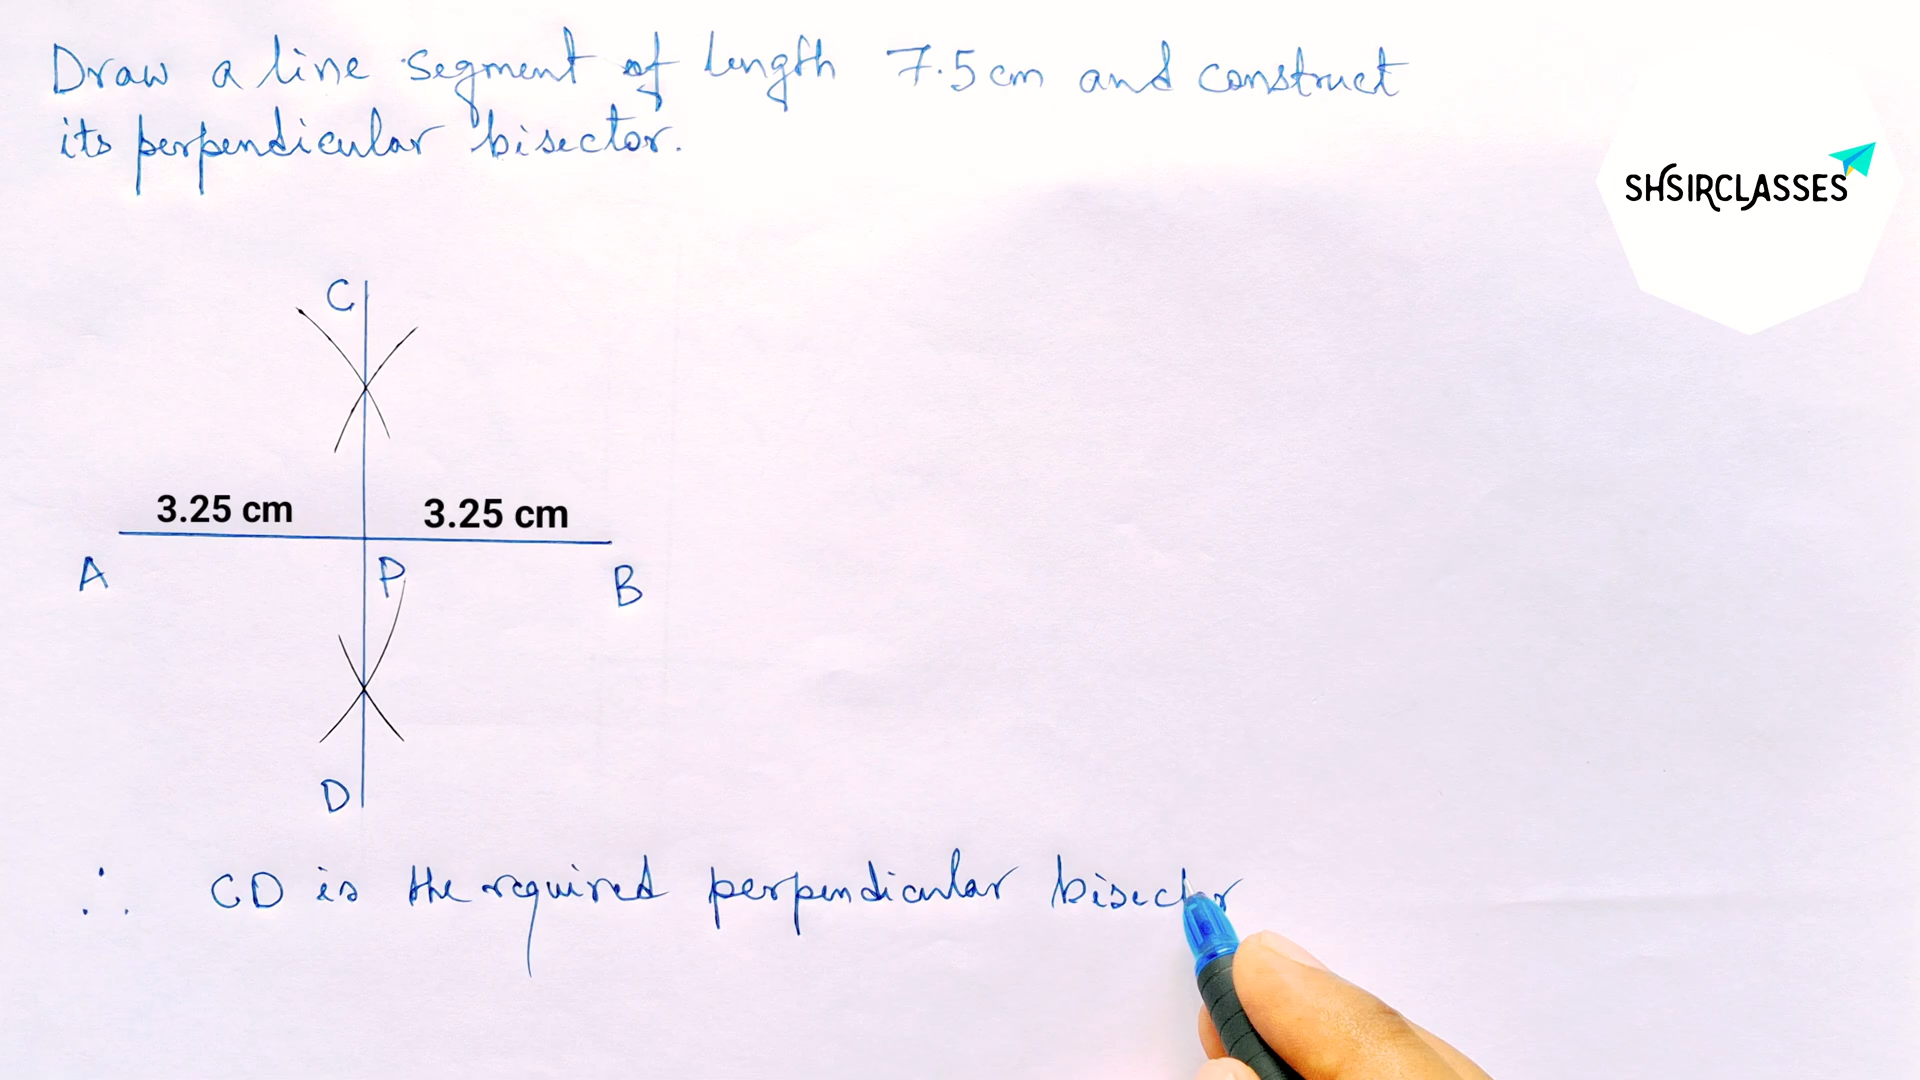 Draw a line segment of length 7.5 cm and construct
its perpendicular bisector.
SHSIRCLASSES
C
3.25 cm 3.25 cm
A P B
D
∴ CD is the required perpendicular bisector